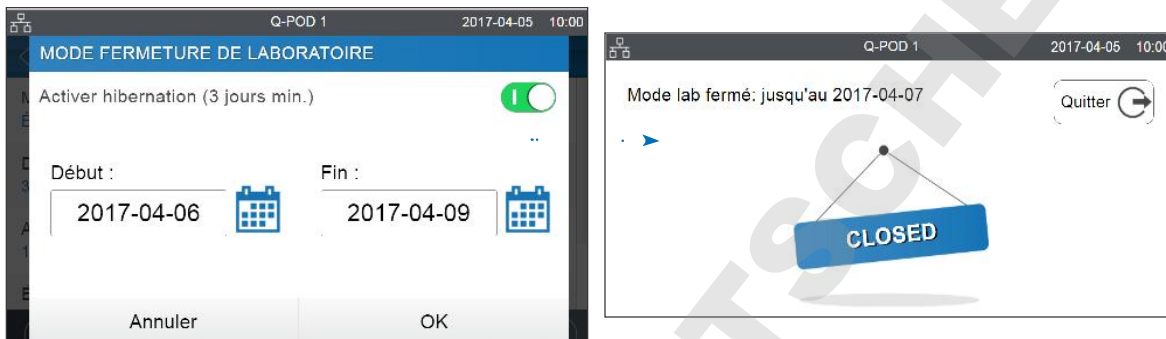 Q-POD 1 2017-04-05 10:00
MODE FERMETURE DE LABORATOIRE
Activer hibernation (3 jours min.)
Début : Fin :
2017-04-06 2017-04-09
Annuler OK
Q-POD 1 2017-04-05 10:00
Mode lab fermé: jusqu'au 2017-04-07 Quitter
CLOSED
TSCHE